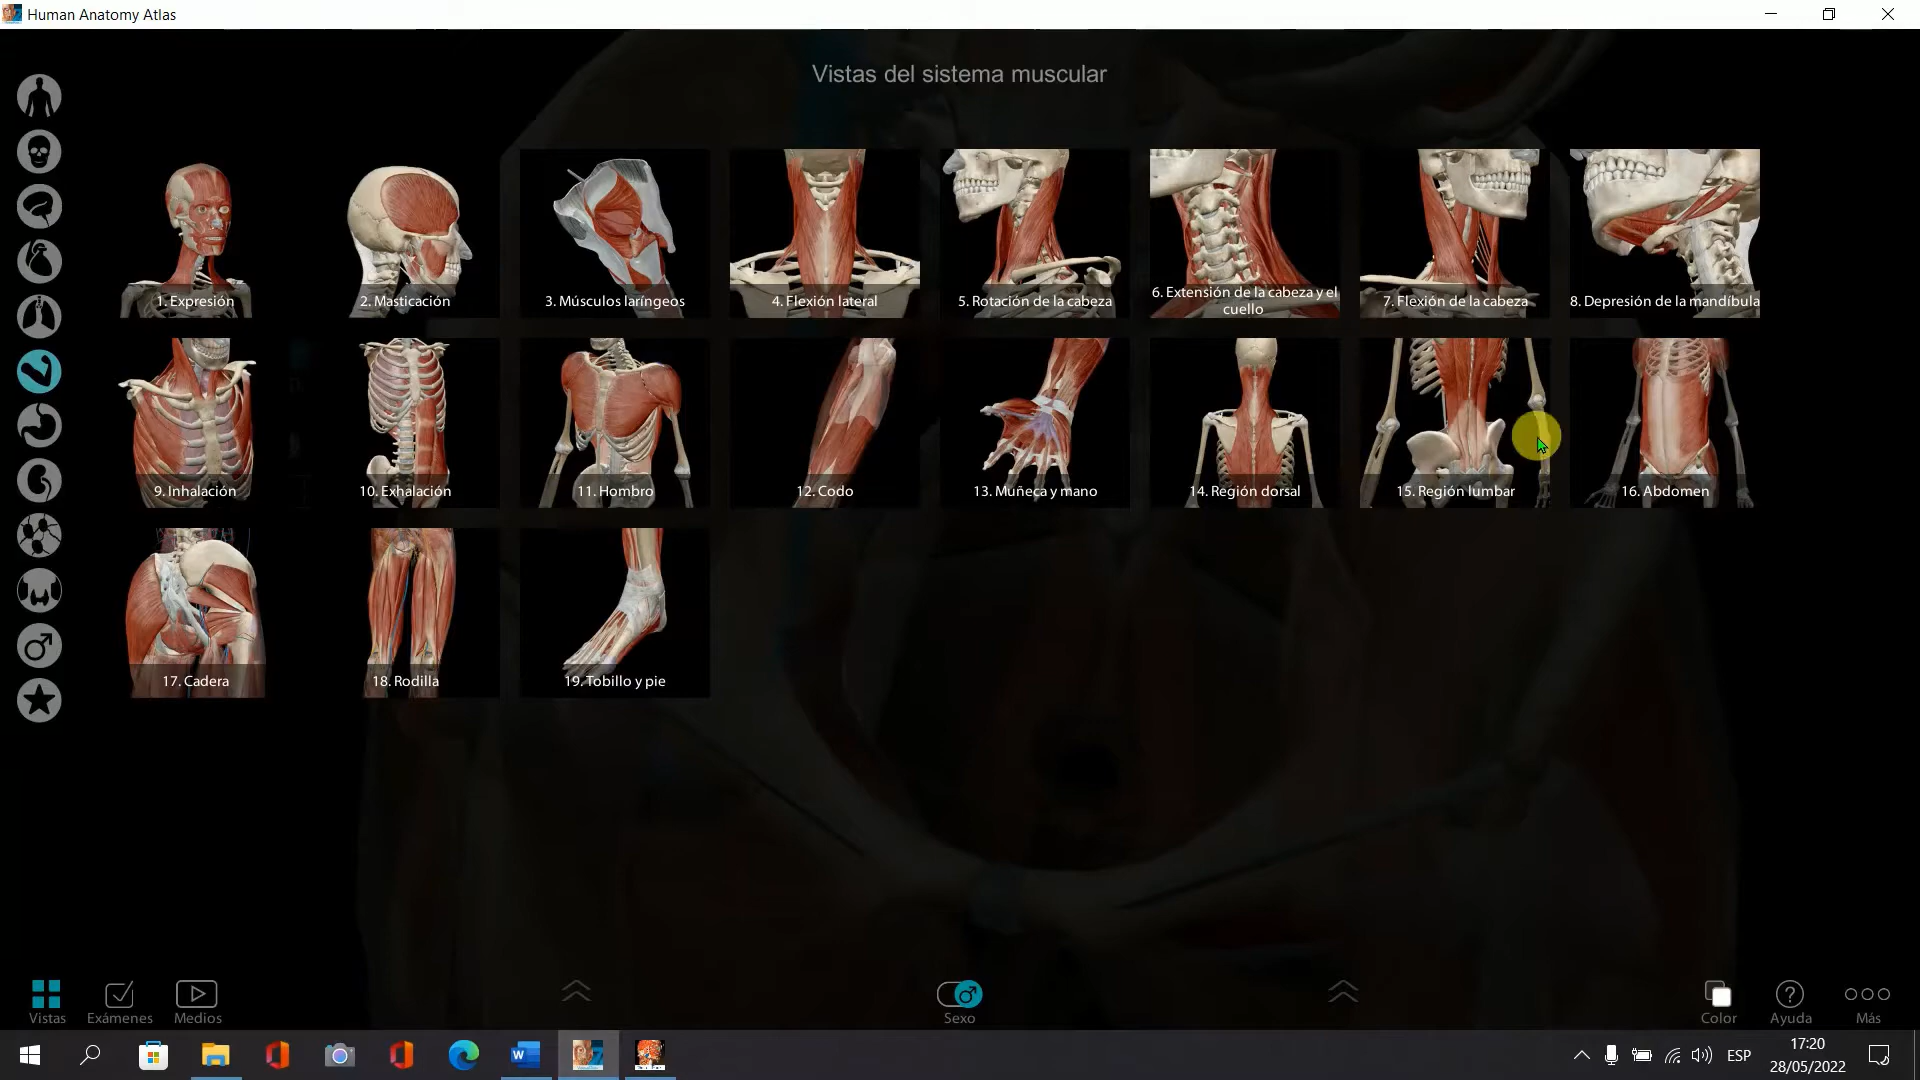 Human Anatomy Atlas
Vistas del sistema muscular
1. Expresión
2. Masticación
3. Músculos laríngeos
4. Flexión lateral
5. Rotación de la cabeza
6. Extensión de la cabeza y el
cuello
7. Flexión de la cabeza
8. Depresión de la mandíbula
9. Inhalación
10. Exhalación
11. Hombro
12. Codo
13. Muñeca y mano
14. Región dorsal
15. Región lumbar
16. Abdomen
17. Cadera
18. Rodilla
19. Tobillo y pie
Vistas
Exámenes
Medios
Sexo
Color
Ayuda
Más
ESP
17:20
28/05/2022